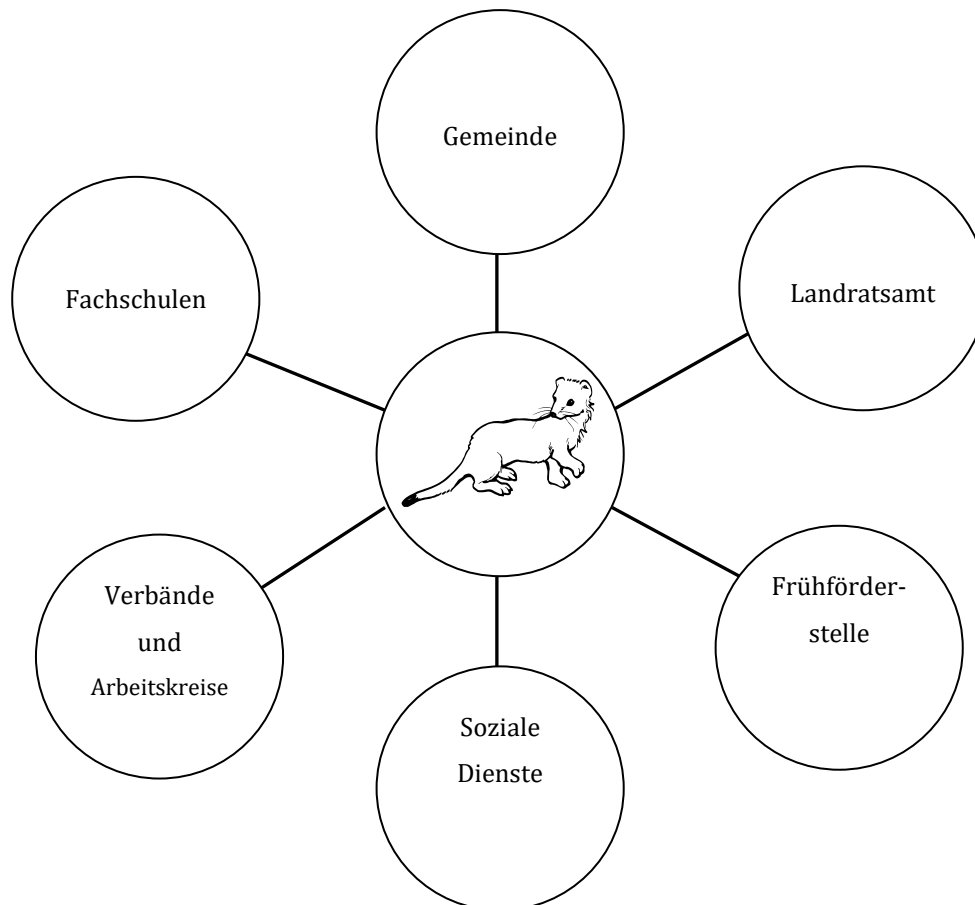 Gemeinde
Fachschulen
Landratsamt
Verbände
und
Arbeitskreise
Frühförder-
stelle
Soziale
Dienste